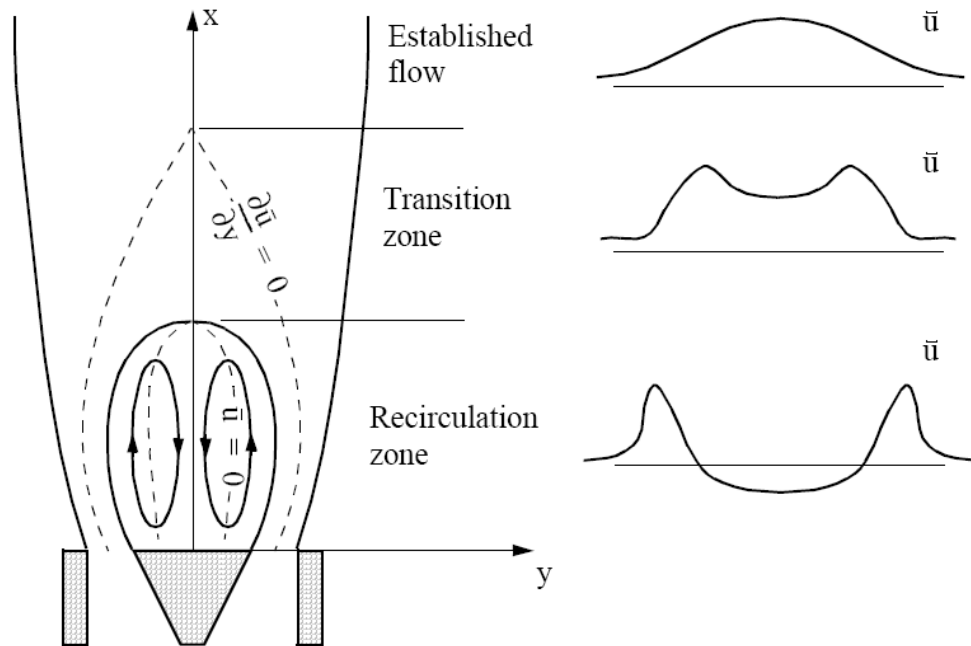 x
Established
flow
ū
∂ū/∂y = 0
Transition
zone
ū
ū = 0
Recirculation
zone
ū
y